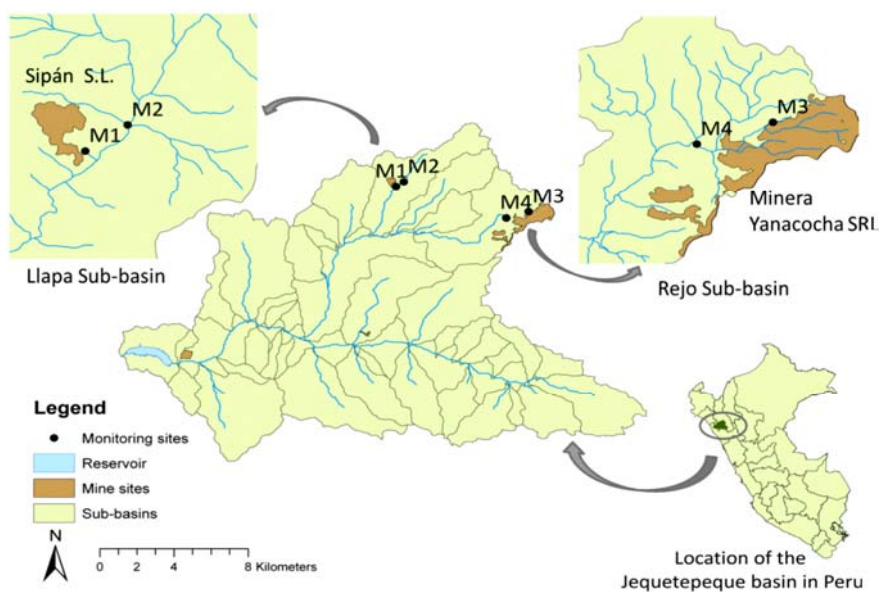 Sipán S.L.
M2
M1
Llapa Sub-basin
M3
M4
Minera
Yanacocha SRL
Rejo Sub-basin
M1
M2
M4
M3
Legend
Monitoring sites
Reservoir
Mine sites
Sub-basins
N
0 2 4 8 Kilometers
Location of the
Jequetepeque basin in Peru